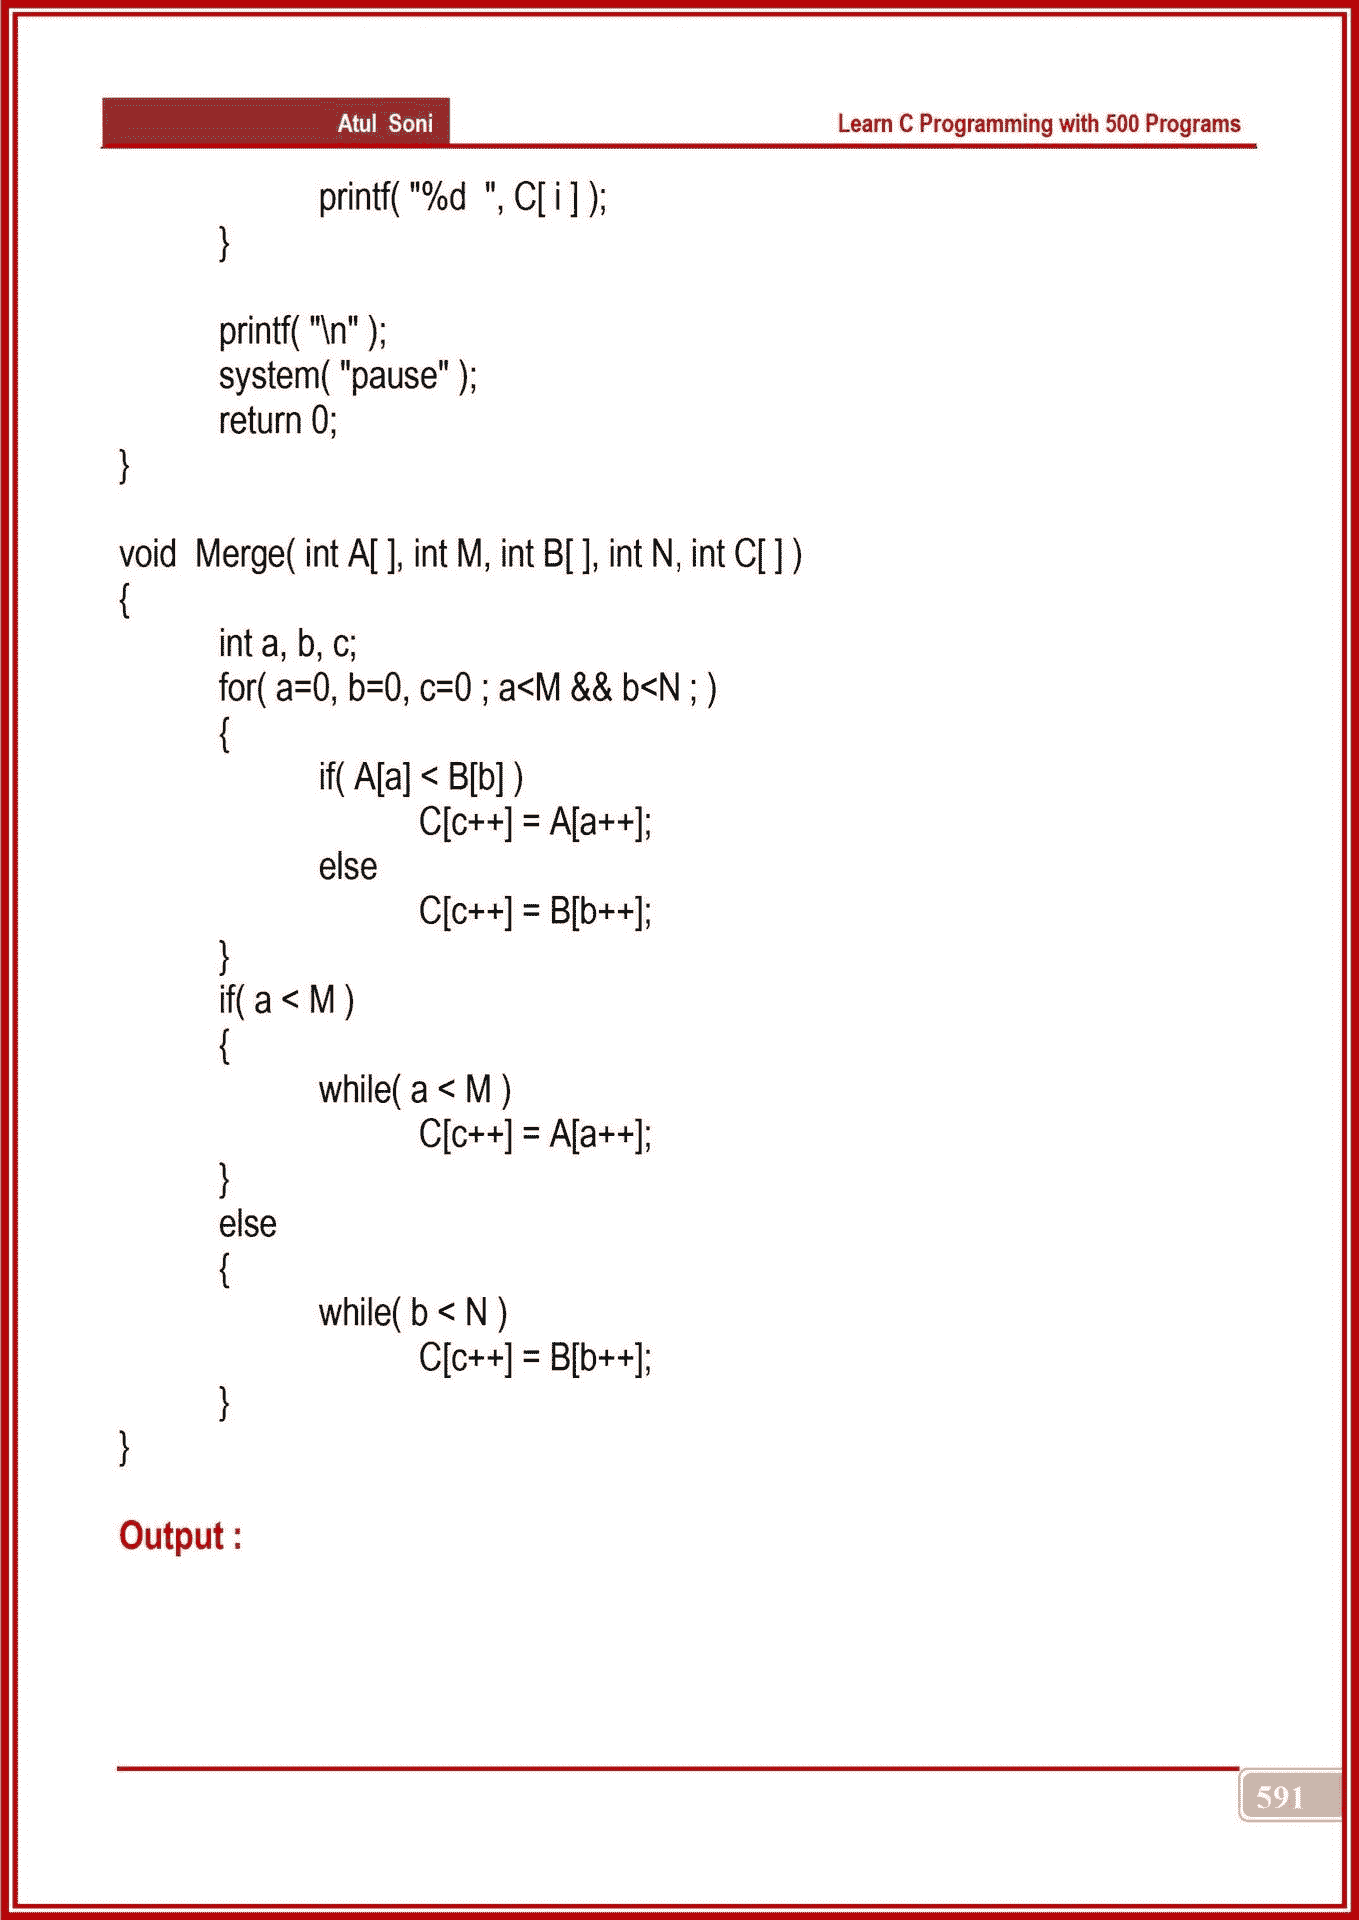 Atul  Soni
Learn C Programming with 500 Programs
printf( "%d  ", C[ i ] );
}
printf( "\n" );
system( "pause" );
return 0;
}
void  Merge( int A[ ], int M, int B[ ], int N, int C[ ] )
{
int a, b, c;
for( a=0, b=0, c=0 ; a<M && b<N ; )
{
if( A[a] < B[b] )
C[c++] = A[a++];
else
C[c++] = B[b++];
}
if( a < M )
{
while( a < M )
C[c++] = A[a++];
}
else
{
while( b < N )
C[c++] = B[b++];
}
}
Output :
591